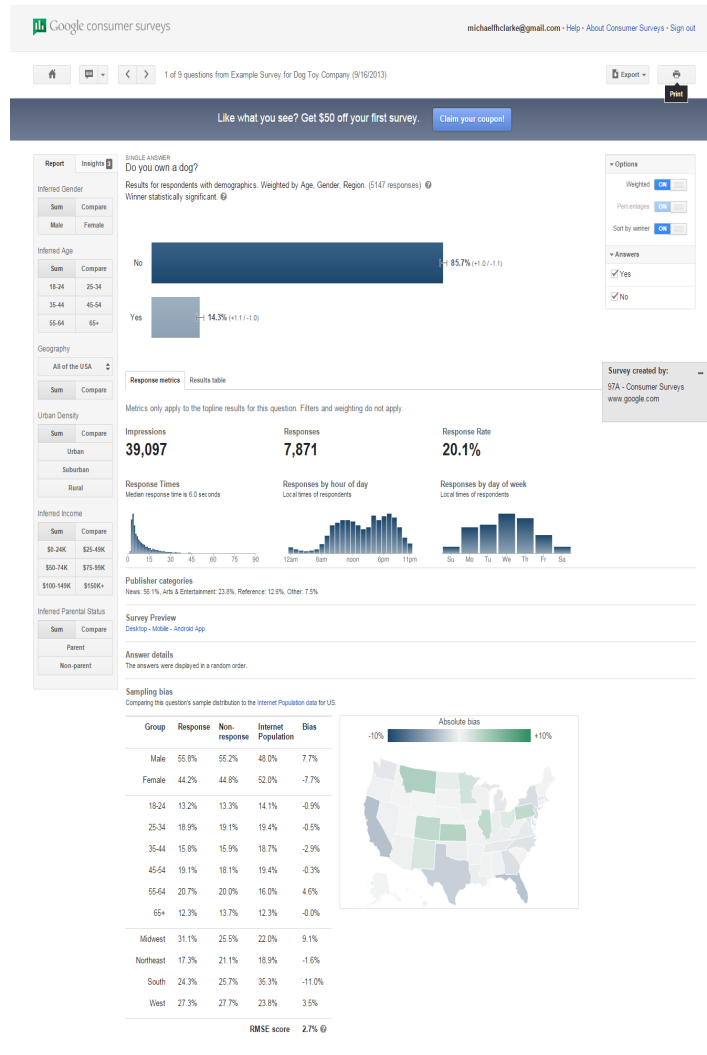 Google consumer surveys
michaelfhclarke@gmail.com - Help - About Consumer Surveys - Sign out
1 of 9 questions from Example Survey for Dog Toy Company (9/16/2013)
Export
Print
Like what you see? Get $50 off your first survey.
Claim your coupon!
Report
Insights 3
Inferred Gender
Sum Compare
Male Female
Inferred Age
Sum Compare
18-24 25-34
35-44 45-54
55-64 65+
Geography
All of the USA
Sum Compare
Urban Density
Sum Compare
Urban
Suburban
Rural
Inferred Income
Sum Compare
$0-24K $25-49K
$50-74K $75-99K
$100-149K $150K+
Inferred Parental Status
Sum Compare
Parent
Non-parent
SINGLE ANSWER
Do you own a dog?
Results for respondents with demographics. Weighted by Age, Gender, Region. (5147 responses) ?
Winner statistically significant. ?
No 85.7% (+1.0 / -1.1)
Yes 14.3% (+1.1 / -1.0)
Options
Weighted ON
Percentages ON
Sort by winner ON
Answers
Yes
No
Survey created by:
97A - Consumer Surveys
www.google.com
Response metrics Results table
Metrics only apply to the topline results for this question. Filters and weighting do not apply.
Impressions Responses Response Rate
39,097 7,871 20.1%
Response Times Responses by hour of day Responses by day of week
Median response time is 6.0 seconds Local times of respondents Local times of respondents
0 15 30 45 60 75 90 12am 6am noon 6pm 11pm Su Mo Tu We Th Fr Sa
Publisher categories
News: 56.1%, Arts & Entertainment: 23.8%, Reference: 12.6%, Other: 7.5%
Survey Preview
Desktop - Mobile - Android App
Answer details
The answers were displayed in a random order.
Sampling bias
Comparing this question's sample distribution to the Internet Population data for US.
Group Response Non-response Internet Population Bias
Male 55.8% 55.2% 48.0% 7.7%
Female 44.2% 44.8% 52.0% -7.7%
18-24 13.2% 13.3% 14.1% -0.9%
25-34 18.9% 19.1% 19.4% -0.5%
35-44 15.8% 15.9% 18.7% -2.9%
45-54 19.1% 18.1% 19.4% -0.3%
55-64 20.7% 20.0% 16.0% 4.6%
65+ 12.3% 13.7% 12.3% -0.0%
Midwest 31.1% 25.5% 22.0% 9.1%
Northeast 17.3% 21.1% 18.9% -1.6%
South 24.3% 25.7% 35.3% -11.0%
West 27.3% 27.7% 23.8% 3.5%
RMSE score 2.7% ?
Absolute bias
-10% +10%